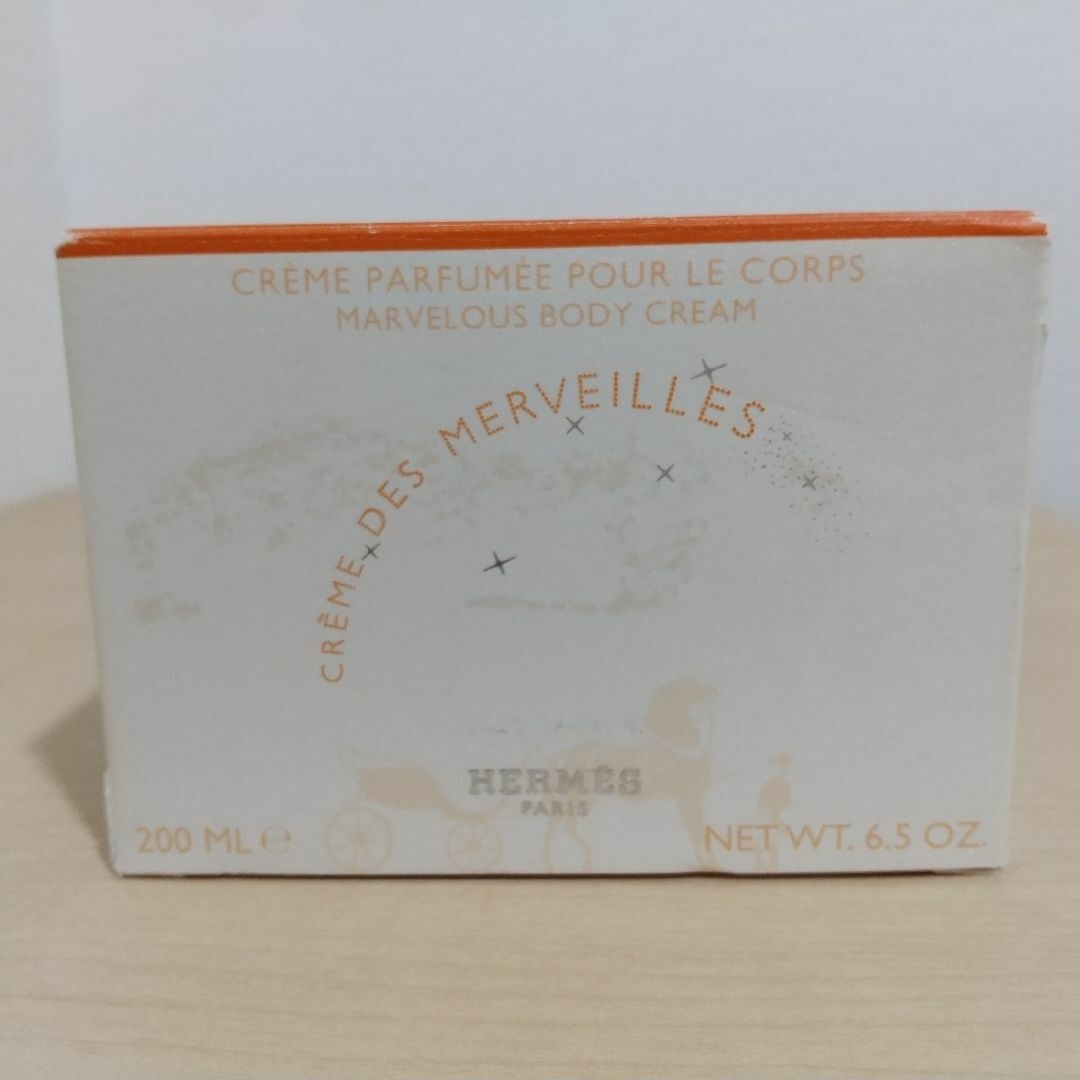 CRÈME PARFUMÉE POUR LE CORPS
MARVELOUS BODY CREAM
CRÈME DES MERVEILLES
HERMÈS
PARIS
200 ML ℮
NET WT. 6.5 OZ.